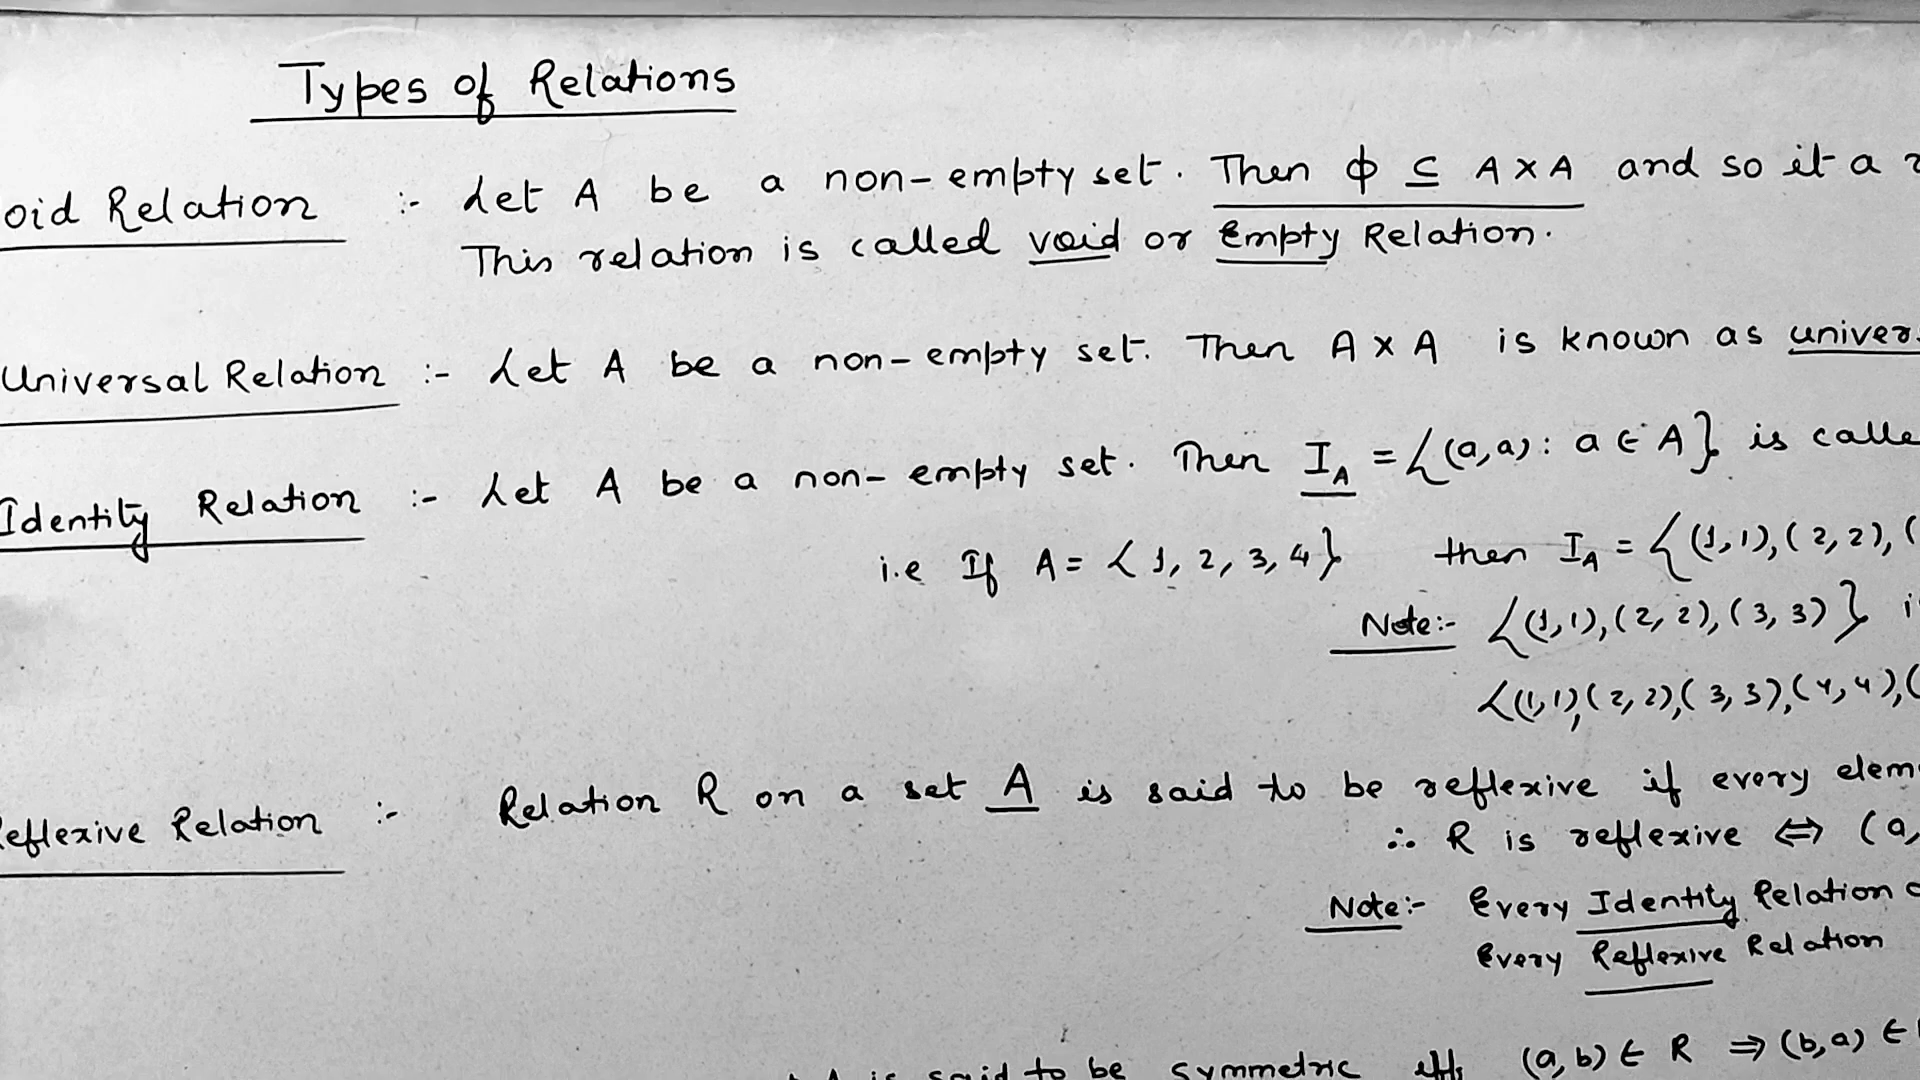 Types of Relations
oid Relation :- Let A be a non-empty set. Then ϕ ⊆ A×A and so it a
This relation is called void or Empty Relation.
Universal Relation :- Let A be a non-empty set. Then A×A is known as univer
Identity Relation :- Let A be a non-empty set. Then I_A = {(a,a): a ∈ A} is calle
i.e If A = {1, 2, 3, 4} then I_A = {(1,1),(2,2),(
Note:- {(1,1),(2,2),(3,3)} i
{(1,1),(2,2),(3,3),(4,4),(
eflexive Relation :- Relation R on a set A is said to be reflexive if every elem
∴ R is reflexive ⇔ (a,
Note:- Every Identity Relation
Every Reflexive Relation
A is said to be symmetric iff (a,b) ∈ R ⇒ (b,a) ∈